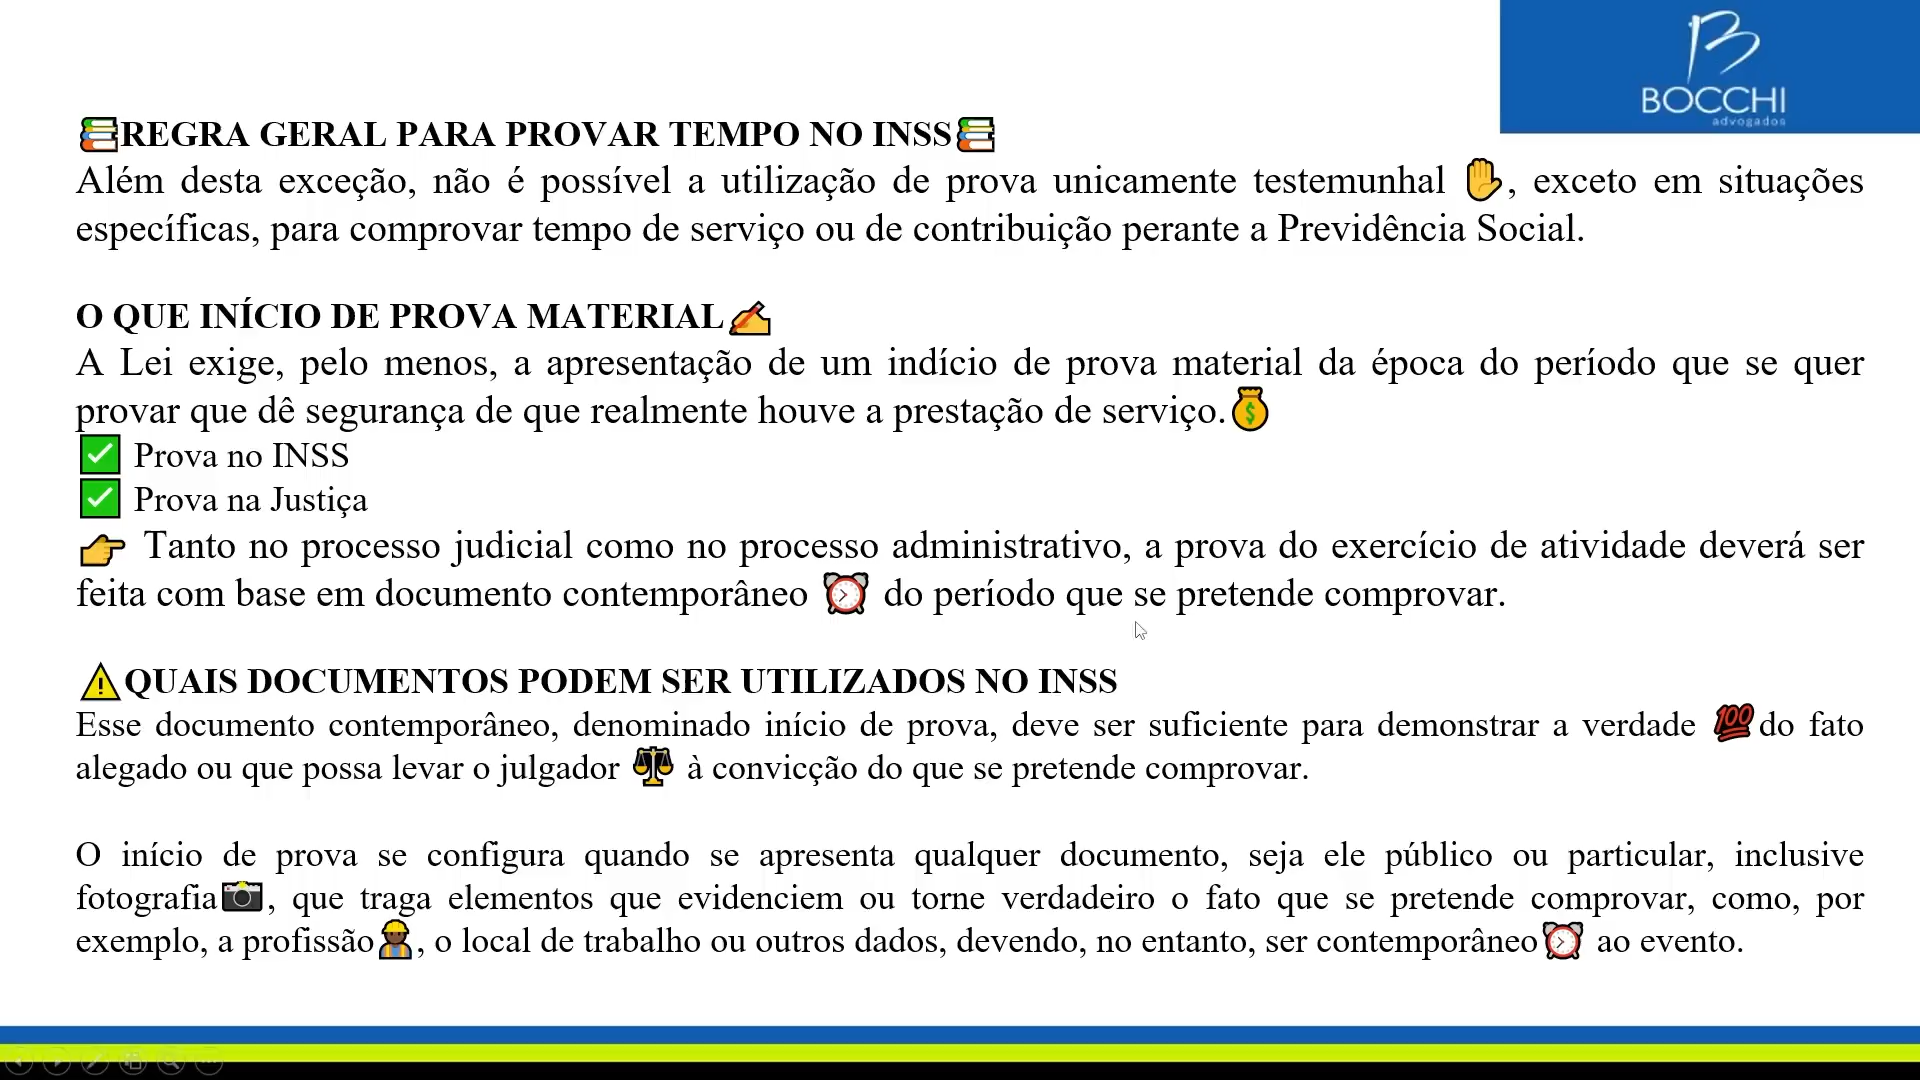 BOCCHI
advogados
📚REGRA GERAL PARA PROVAR TEMPO NO INSS📚
Além desta exceção, não é possível a utilização de prova unicamente testemunhal ✋, exceto em situações
específicas, para comprovar tempo de serviço ou de contribuição perante a Previdência Social.
O QUE INÍCIO DE PROVA MATERIAL✍
A Lei exige, pelo menos, a apresentação de um indício de prova material da época do período que se quer
provar que dê segurança de que realmente houve a prestação de serviço.💰
✅ Prova no INSS
✅ Prova na Justiça
👉 Tanto no processo judicial como no processo administrativo, a prova do exercício de atividade deverá ser
feita com base em documento contemporâneo ⏰ do período que se pretende comprovar.
⚠QUAIS DOCUMENTOS PODEM SER UTILIZADOS NO INSS
Esse documento contemporâneo, denominado início de prova, deve ser suficiente para demonstrar a verdade 💯do fato
alegado ou que possa levar o julgador ⚖ à convicção do que se pretende comprovar.
O início de prova se configura quando se apresenta qualquer documento, seja ele público ou particular, inclusive
fotografia📷, que traga elementos que evidenciem ou torne verdadeiro o fato que se pretende comprovar, como, por
exemplo, a profissão👷, o local de trabalho ou outros dados, devendo, no entanto, ser contemporâneo⏰ ao evento.